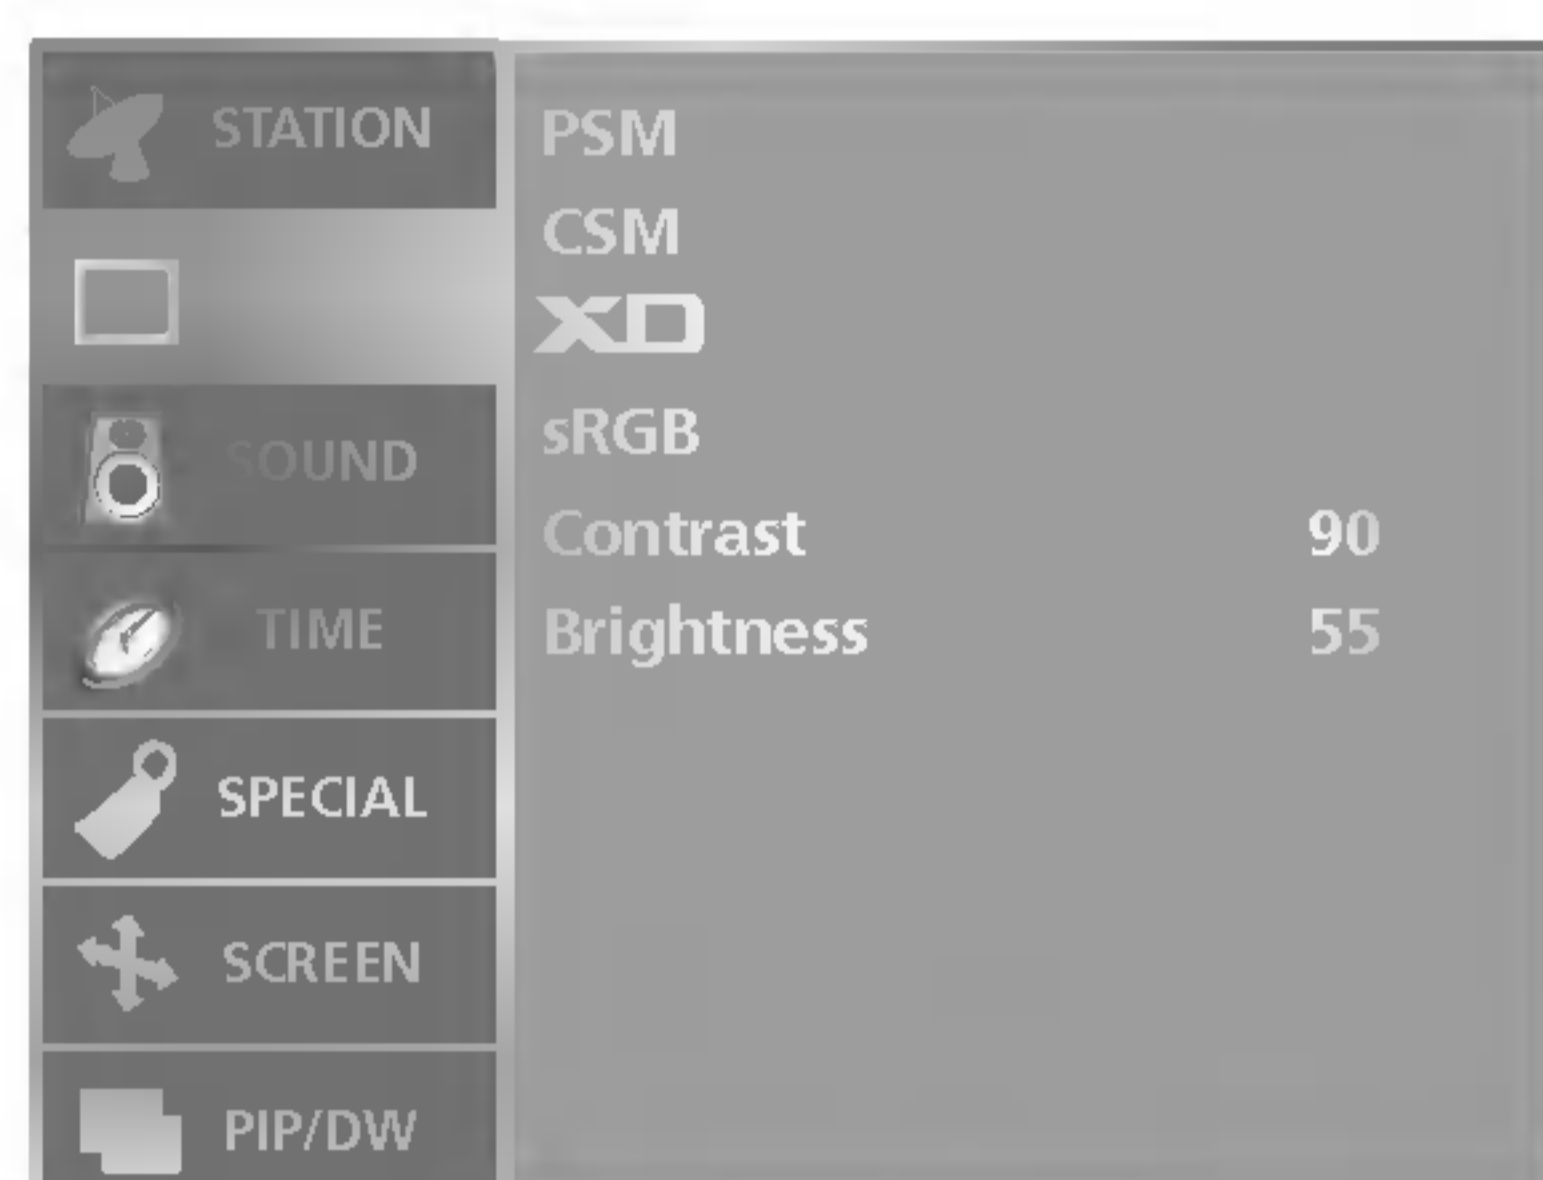 STATION
SOUND
TIME
SPECIAL
SCREEN
PIP/DW
PSM
CSM
XD
sRGB
Contrast 90
Brightness 55